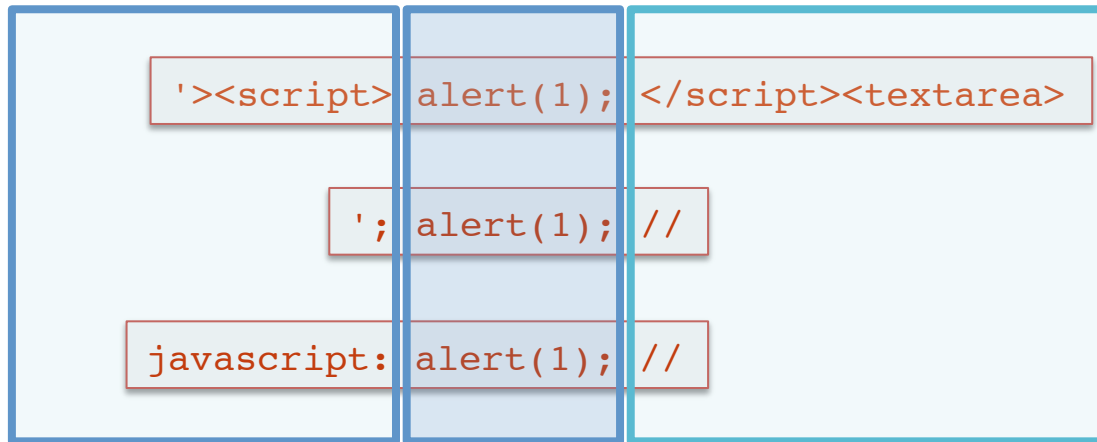 '><script> alert(1); </script><textarea>
'; alert(1); //
javascript: alert(1); //